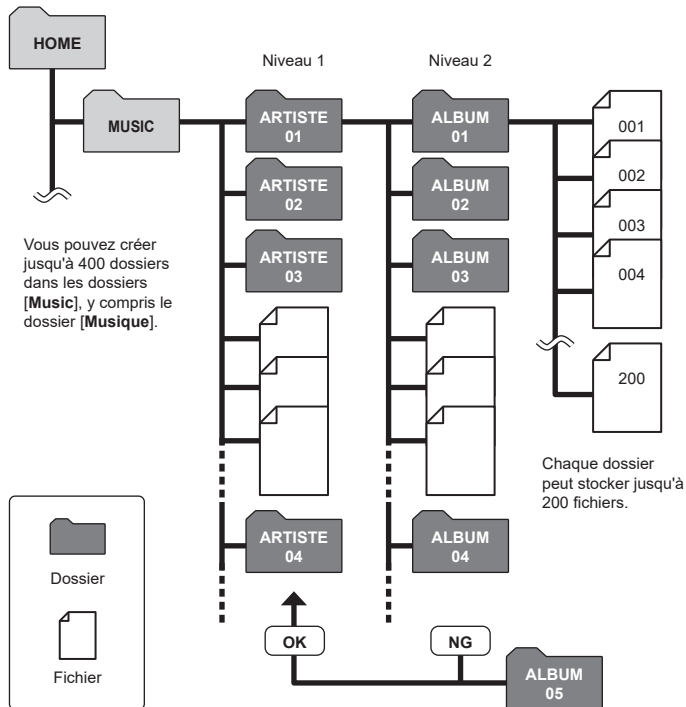 HOME
Niveau 1
Niveau 2
MUSIC
ARTISTE
01
ALBUM
01
001
ARTISTE
02
ALBUM
02
002
ARTISTE
03
ALBUM
03
003
004
Vous pouvez créer
jusqu'à 400 dossiers
dans les dossiers
[Music], y compris le
dossier [Musique].
200
Chaque dossier
peut stocker jusqu'à
200 fichiers.
ARTISTE
04
ALBUM
04
Dossier
Fichier
OK
NG
ALBUM
05